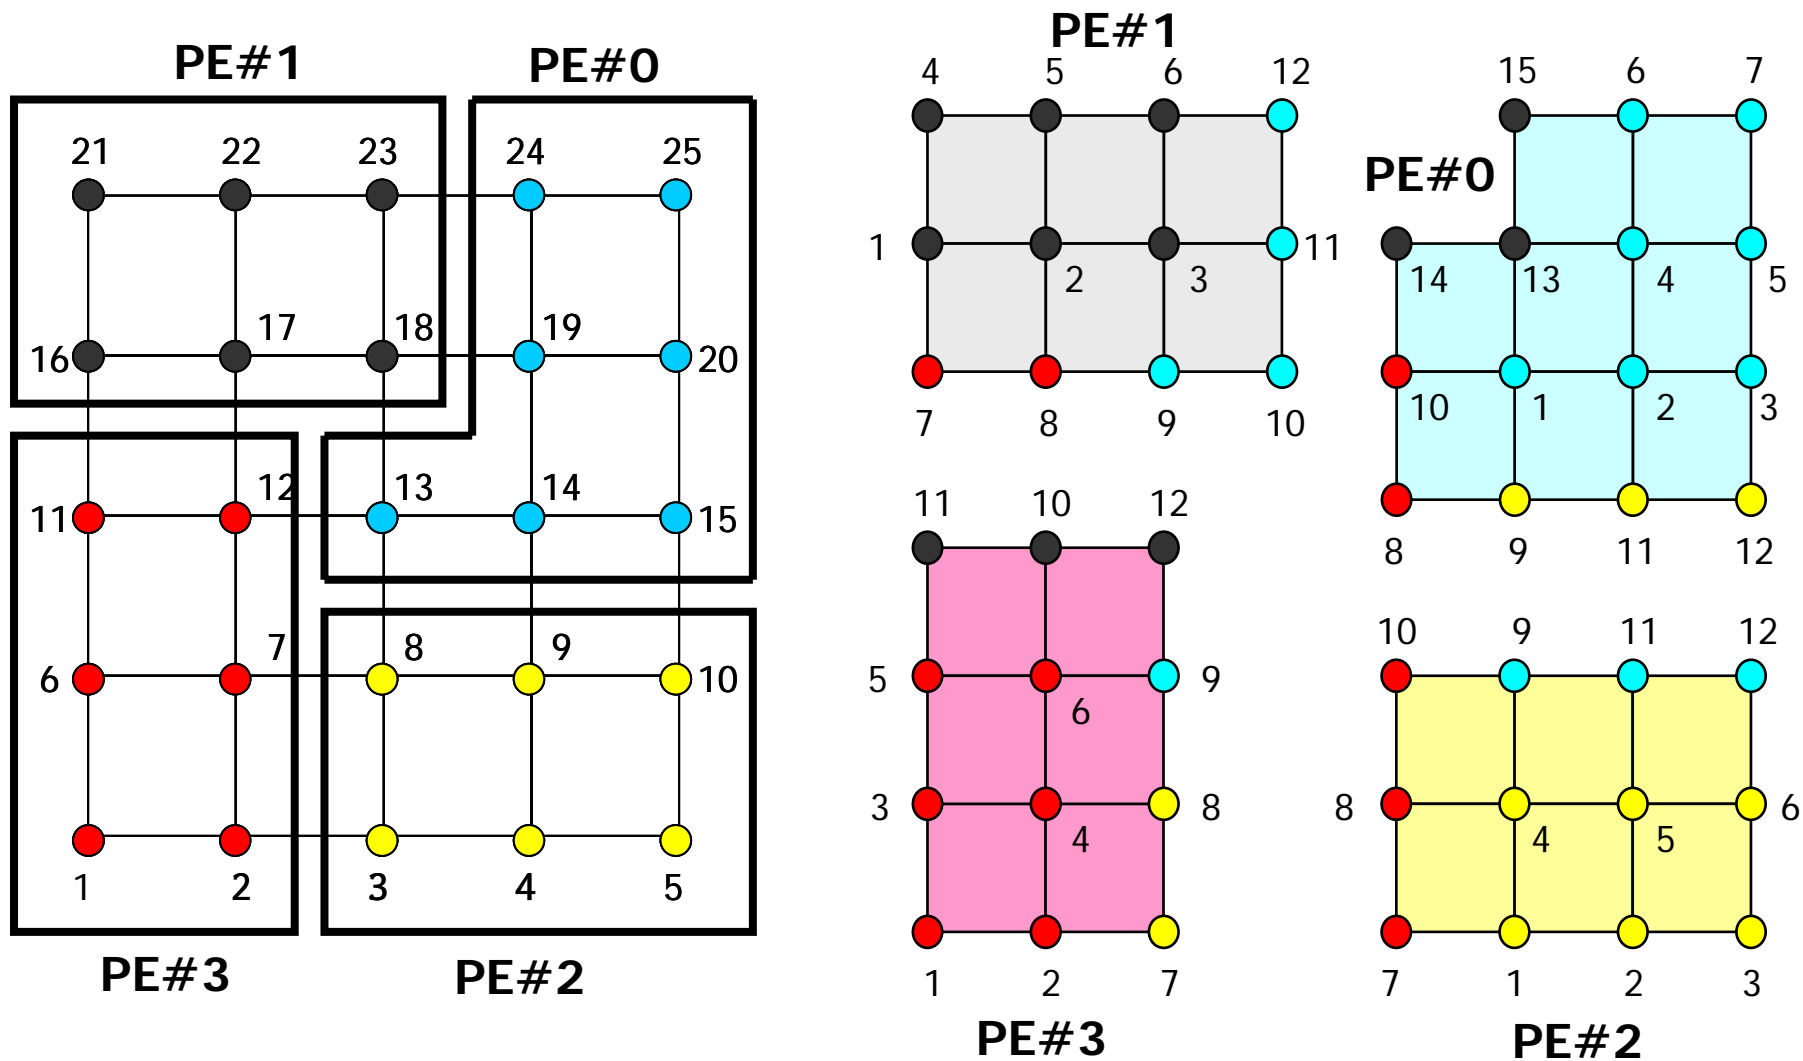 PE#1 PE#0
21 22 23 24 25
16 17 18 19 20
11 12 13 14 15
6 7 8 9 10
1 2 3 4 5
PE#3 PE#2
PE#1
4 5 6 12
1 2 3 11
7 8 9 10
PE#0
15 6 7
14 13 4 5
10 1 2 3
8 9 11 12
11 10 12
5 6 9
3 4 8
1 2 7
PE#3
10 9 11 12
8 4 5 6
7 1 2 3
PE#2